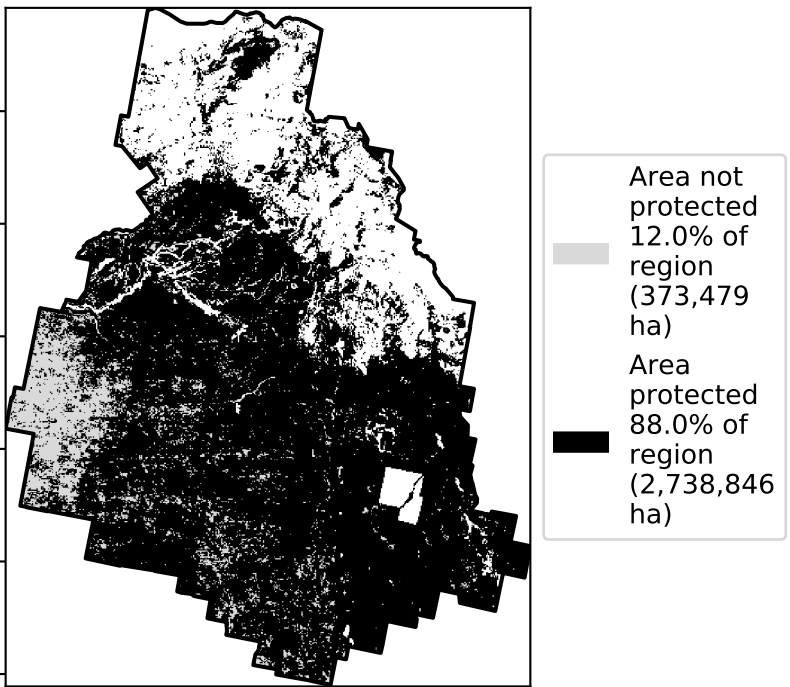 Area not
protected
12.0% of
region
(373,479
ha)
Area
protected
88.0% of
region
(2,738,846
ha)